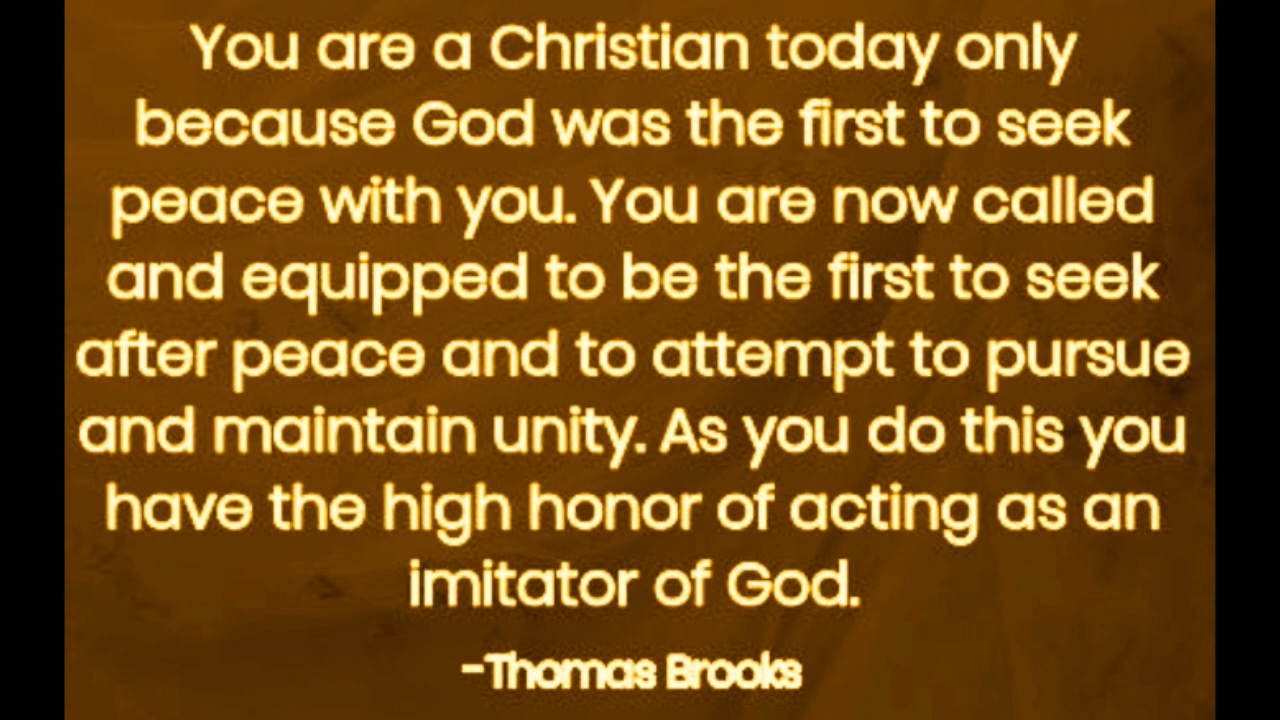 You are a Christian today only
because God was the first to seek
peace with you. You are now called
and equipped to be the first to seek
after peace and to attempt to pursue
and maintain unity. As you do this you
have the high honor of acting as an
imitator of God.
-Thomas Brooks